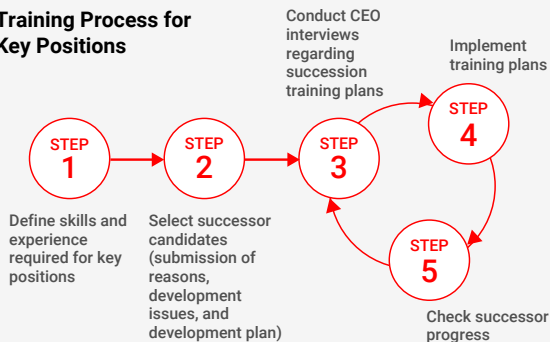 Training Process for
Key Positions
STEP
1
Define skills and
experience
required for key
positions
STEP
2
Select successor
candidates
(submission of
reasons,
development
issues, and
development plan)
Conduct CEO
interviews
regarding
succession
training plans
STEP
3
Implement
training plans
STEP
4
STEP
5
Check successor
progress